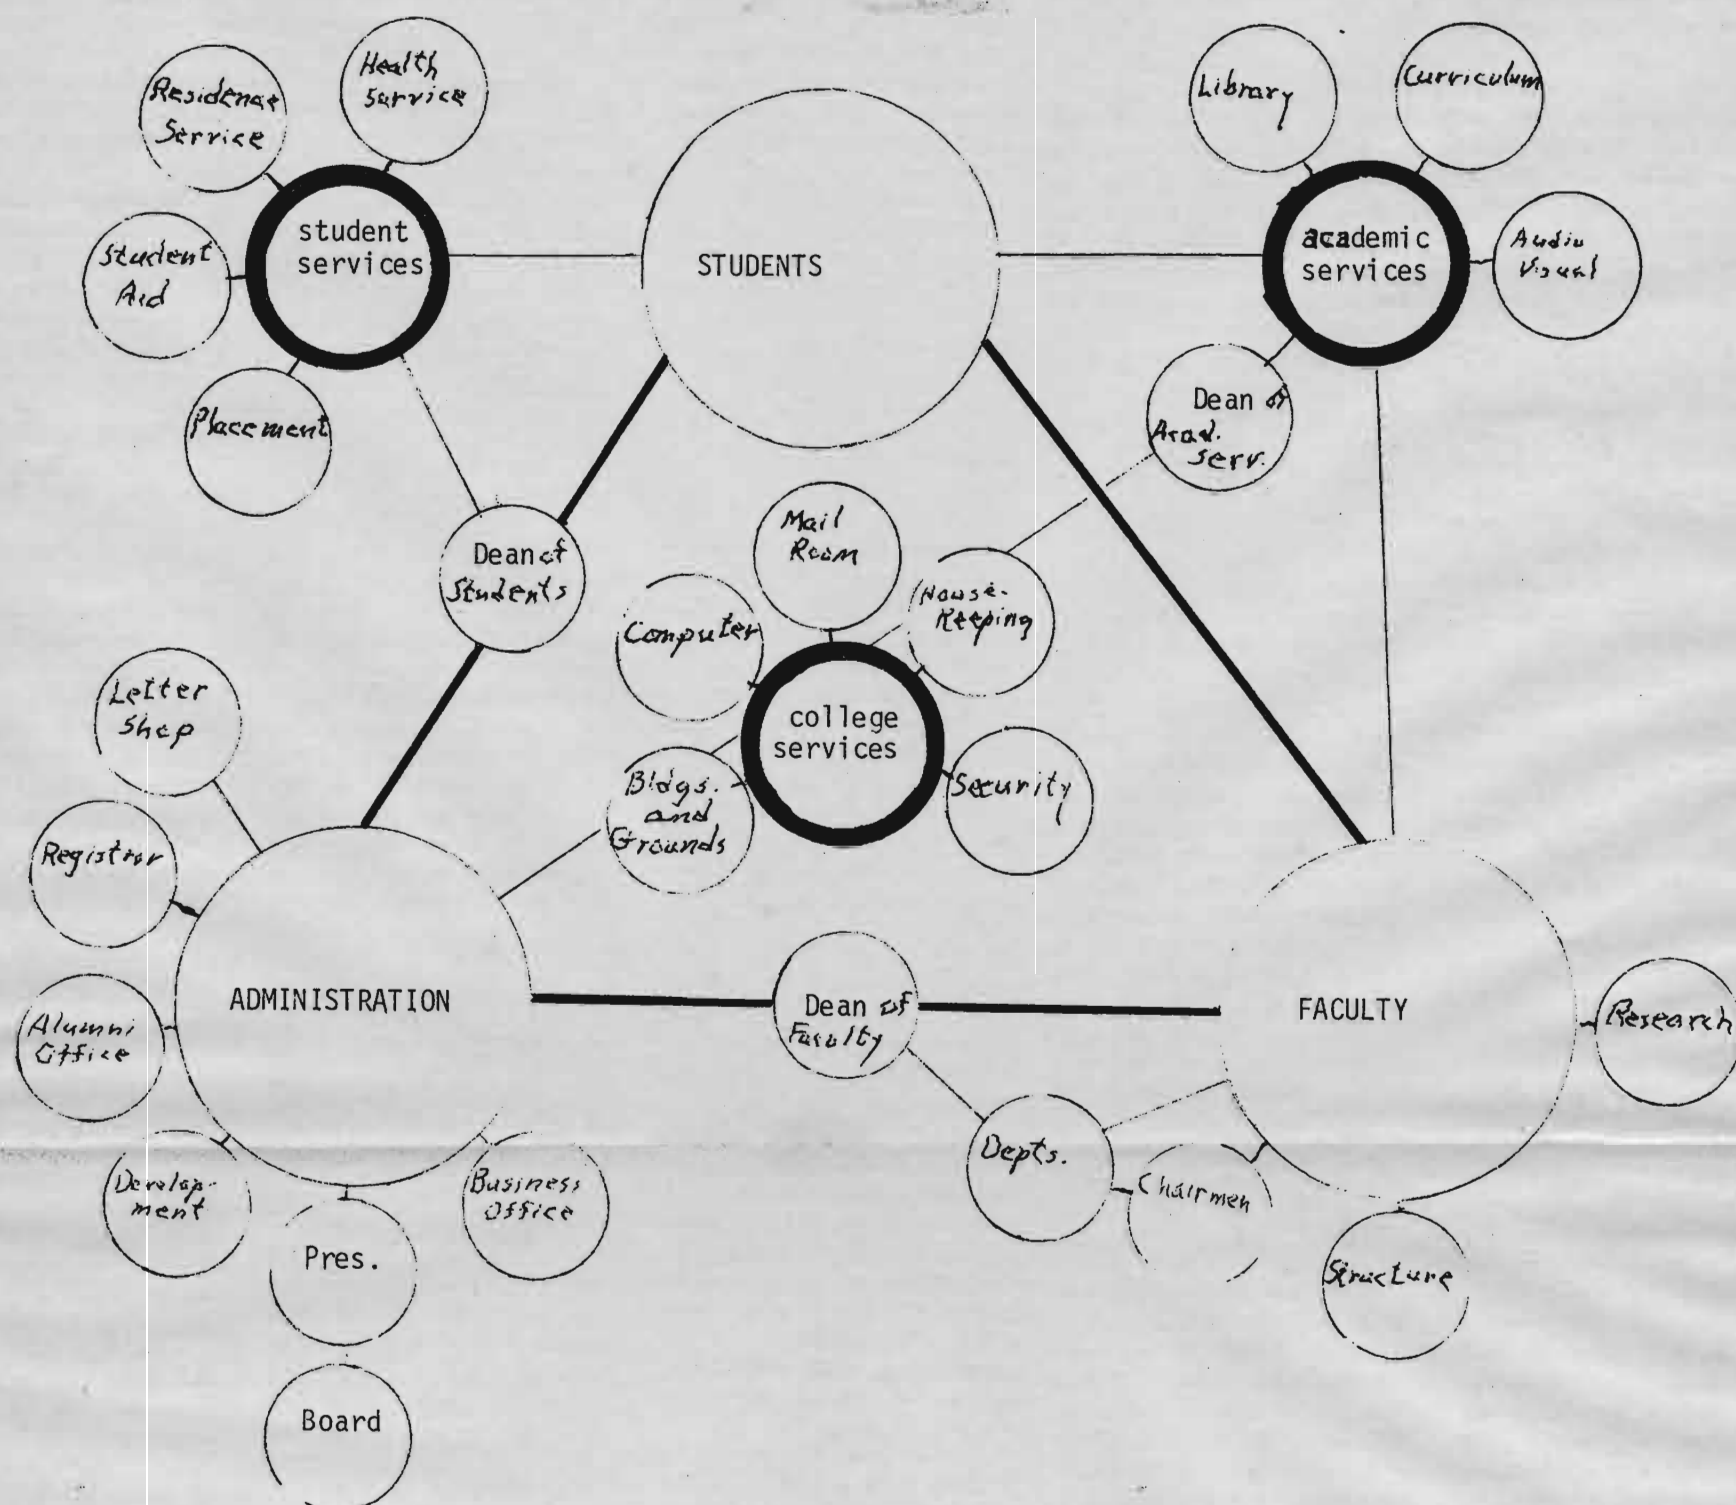 Health
Service
Residence
Service
student
services
Student
Aid
Placement
STUDENTS
Library
Curriculum
academic
services
Audio
Visual
Dean of
Acad.
Serv.
Dean of
Students
Mail
Room
Computer
House-
Keeping
college
services
Bldgs.
and
Grounds
Security
Letter
Shop
Registrar
ADMINISTRATION
Alumni
Office
Develop-
ment
Pres.
Board
Business
Office
Dean of
Faculty
FACULTY
Research
Depts.
Chairmen
Structure